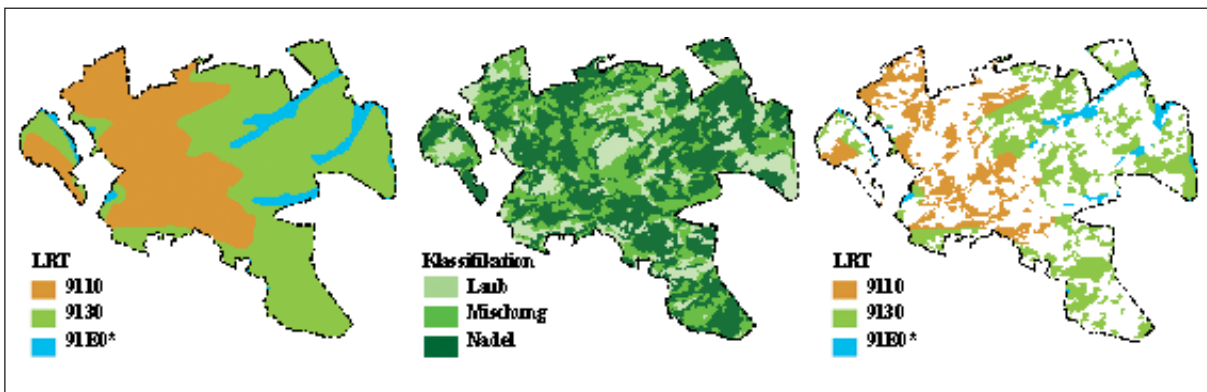 LRT
9110
9130
91E0*
Klassifikation
Laub
Mischung
Nadel
LRT
9110
9130
91E0*